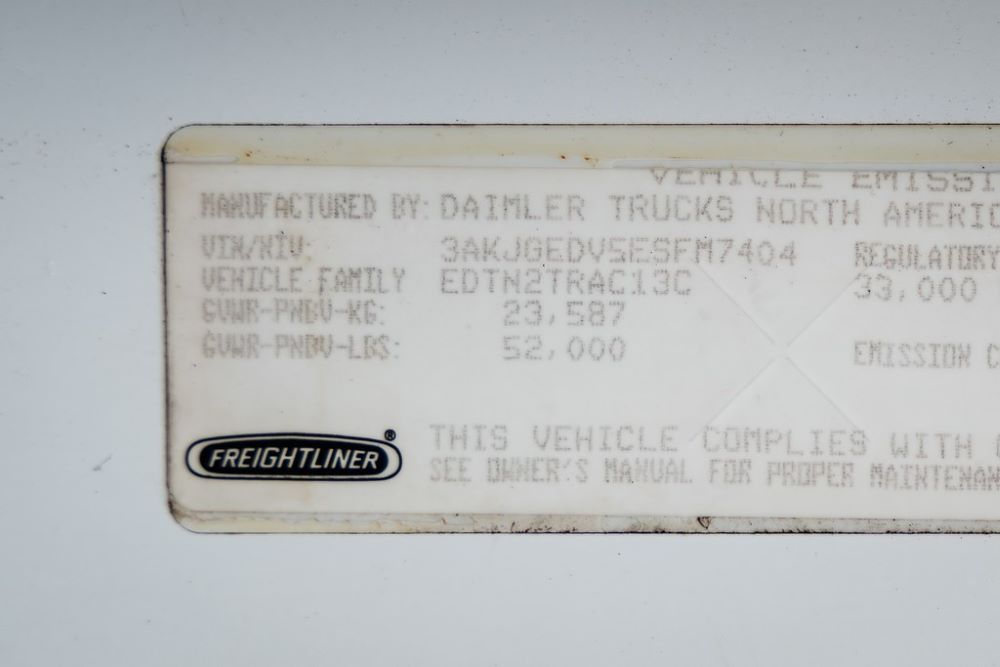 VEHICLE EMISSI
MANUFACTURED BY: DAIMLER TRUCKS NORTH AMERIC
VIN/NIV: 3AKJGEDV5ESFM7404 REGULATORY
VEHICLE FAMILY EDTN2TRAC13C 33,000
GVWR-PNBV-KG: 23,587
GVWR-PNBV-LBS: 52,000 EMISSION C
THIS VEHICLE COMPLIES WITH
FREIGHTLINER®
SEE OWNER'S MANUAL FOR PROPER MAINTENAN